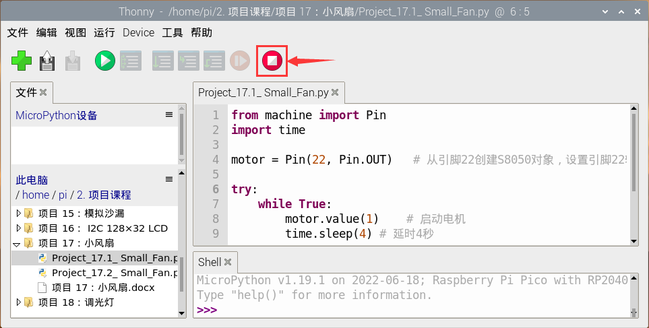 Thonny - /home/pi/2. 项目课程/项目 17：小风扇/Project_17.1_ Small_Fan.py @ 6 : 5
文件 编辑 视图 运行 Device 工具 帮助
文件
MicroPython设备
此电脑
/ home / pi / 2. 项目课程
项目 15：模拟沙漏
项目 16： I2C 128×32 LCD
项目 17：小风扇
Project_17.1_ Small_Fan.p
Project_17.2_ Small_Fan.p
项目 17：小风扇.docx
项目 18：调光灯
Project_17.1_ Small_Fan.py
1 from machine import Pin
2 import time
3
4 motor = Pin(22, Pin.OUT) # 从引脚22创建S8050对象，设置引脚22
5
6 try:
7 while True:
8 motor.value(1) # 启动电机
9 time.sleep(4) # 延时4秒
Shell
MicroPython v1.19.1 on 2022-06-18; Raspberry Pi Pico with RP2040
Type "help()" for more information.
>>>